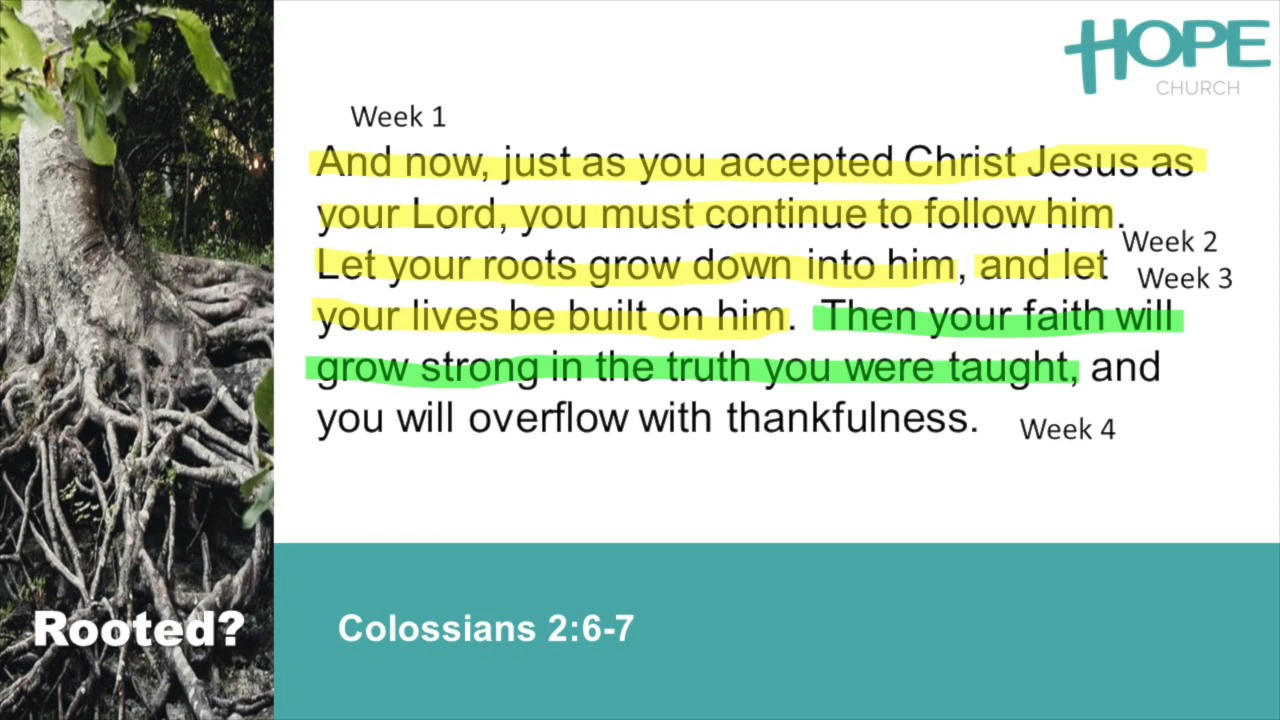 HOPE
CHURCH
Week 1
And now, just as you accepted Christ Jesus as
your Lord, you must continue to follow him.
Week 2
Let your roots grow down into him, and let
Week 3
your lives be built on him. Then your faith will
grow strong in the truth you were taught, and
you will overflow with thankfulness.
Week 4
Rooted?
Colossians 2:6-7